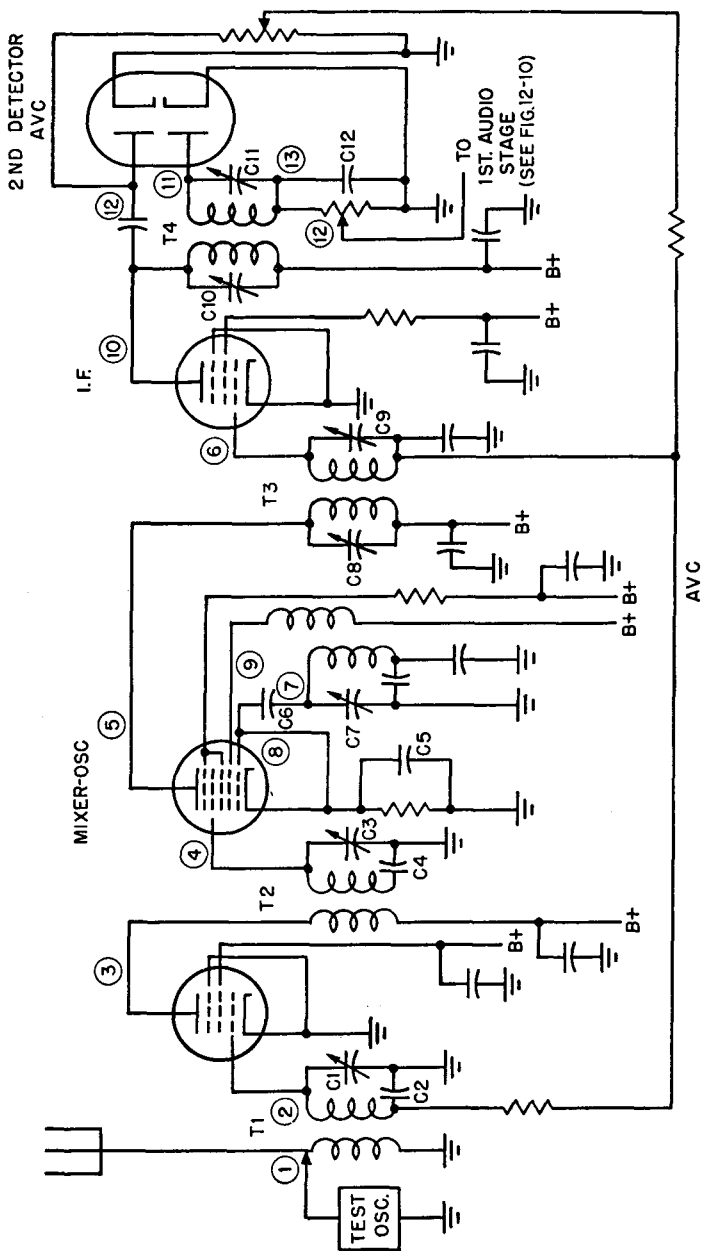 2ND DETECTOR
AVC
I.F.
MIXER-OSC
12
11
13
C11
C12
12
TO
1ST. AUDIO
STAGE
(SEE FIG.12-10)
T4
C10
B+
10
B+
6
C9
T3
C8
B+
5
9
7
C6
8
C7
C5
B+
B+
4
C3
C4
T2
3
B+
B+
2
C1
C2
T1
1
TEST
OSC.
AVC